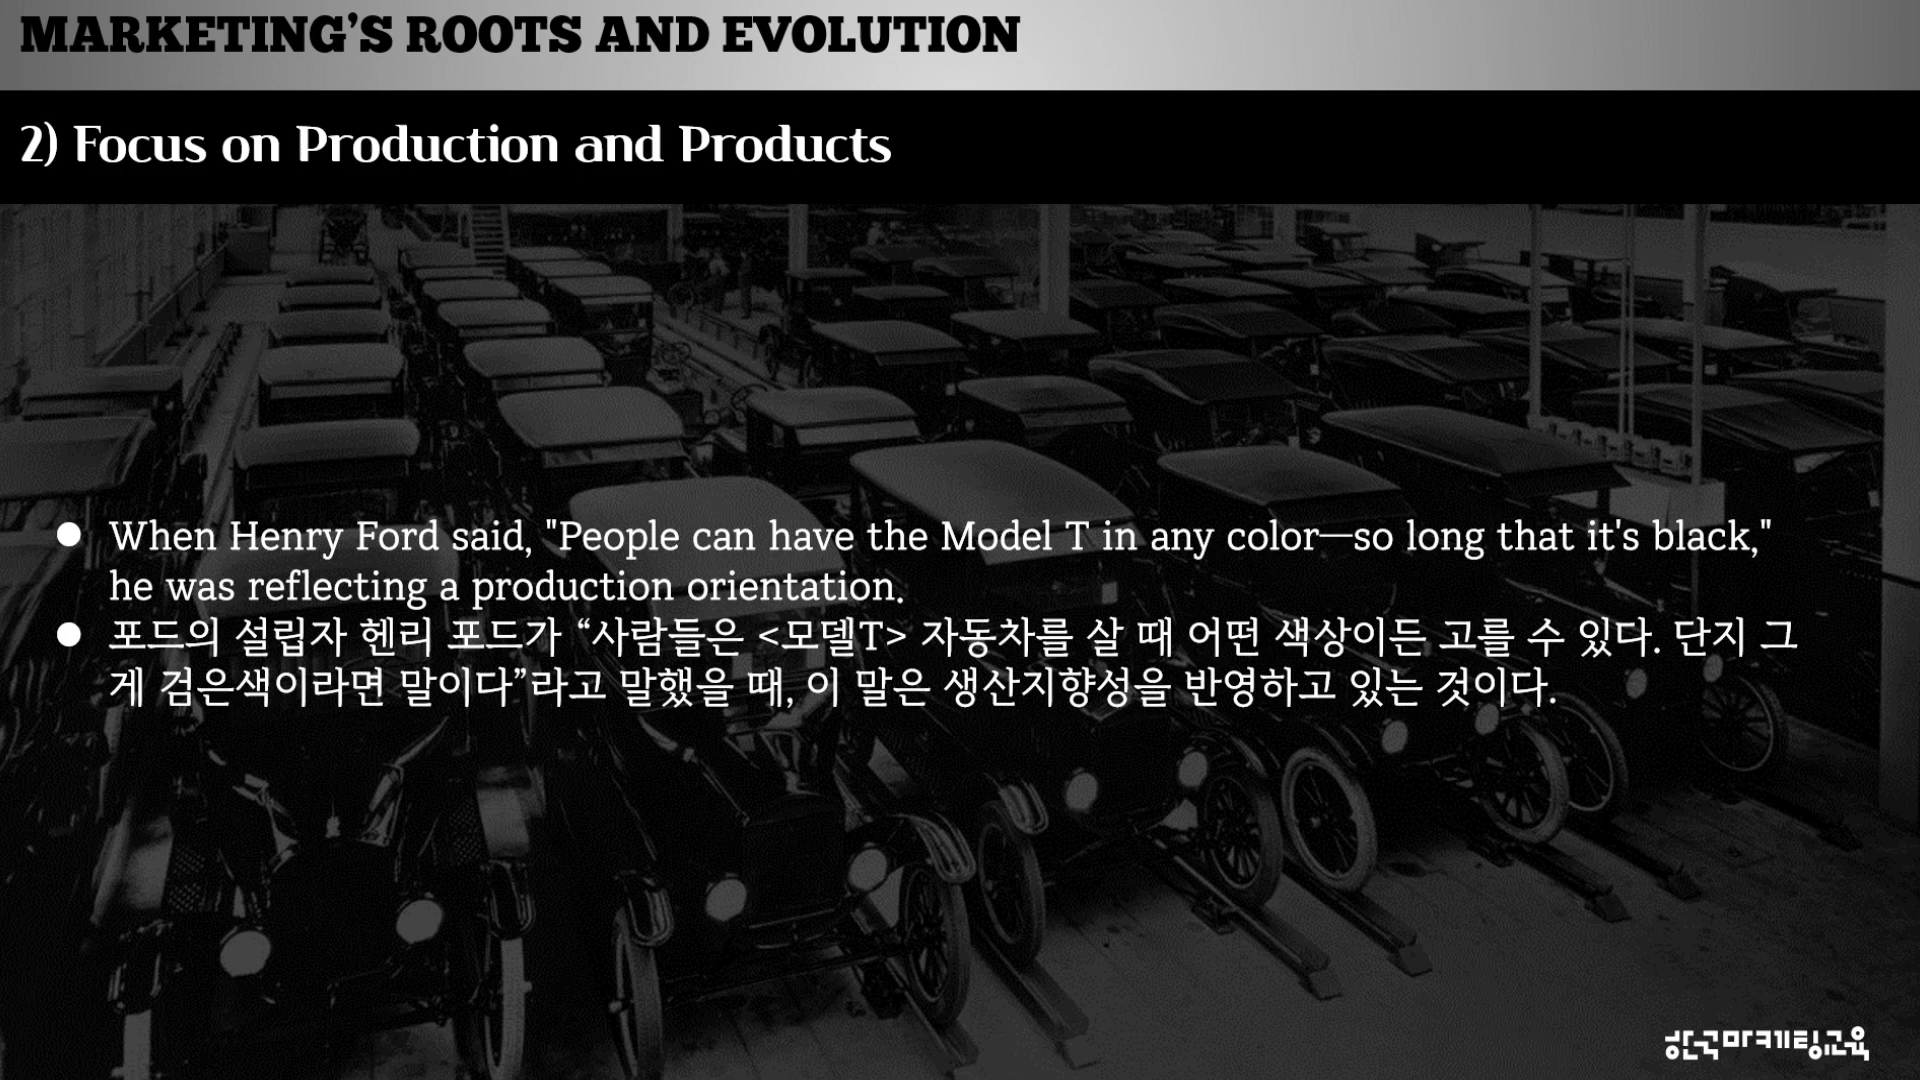 MARKETING’S ROOTS AND EVOLUTION
2) Focus on Production and Products
● When Henry Ford said, "People can have the Model T in any color—so long that it's black,"
he was reflecting a production orientation.
● 포드의 설립자 헨리 포드가 “사람들은 <모델T> 자동차를 살 때 어떤 색상이든 고를 수 있다. 단지 그
게 검은색이라면 말이다”라고 말했을 때, 이 말은 생산지향성을 반영하고 있는 것이다.
한국마케팅교육